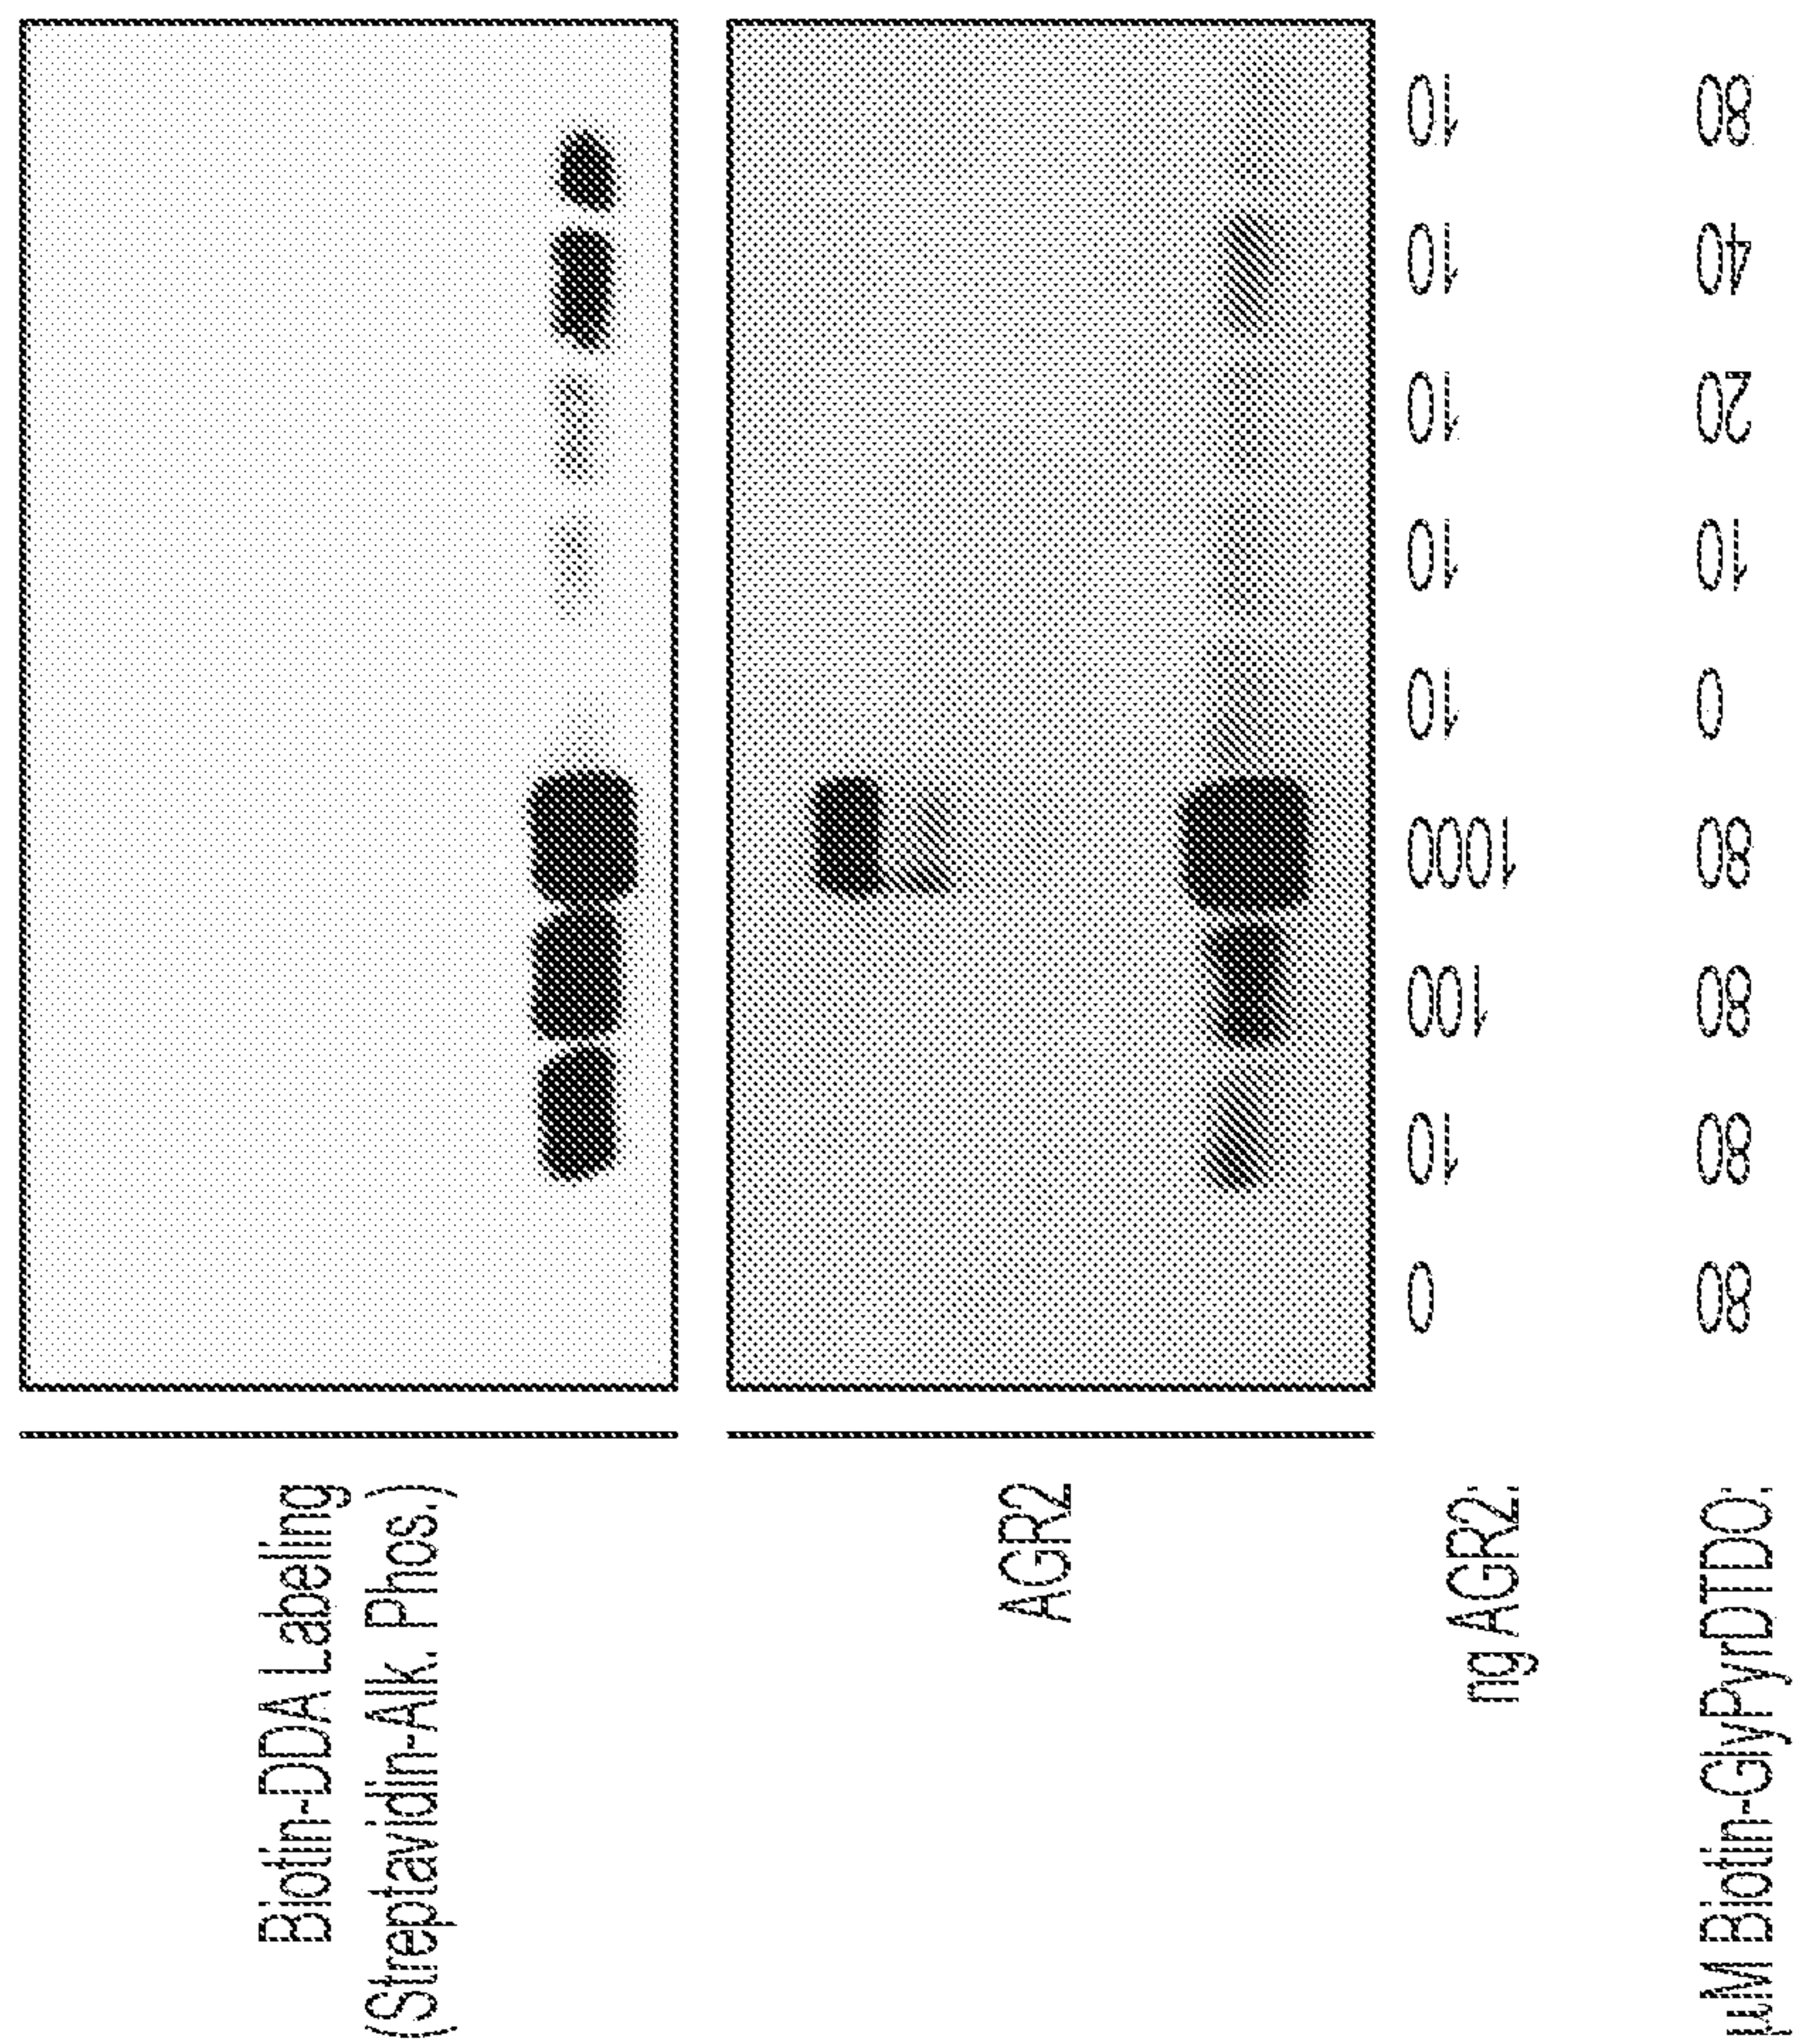 Biotin-DDA Labeling
(Streptavidin-Alk. Phos.)
AGR2
ng AGR2: 0 10 100 1000 10 10 10 10 10
µM Biotin-GlyPyrDTDO: 80 80 80 80 0 10 20 40 80